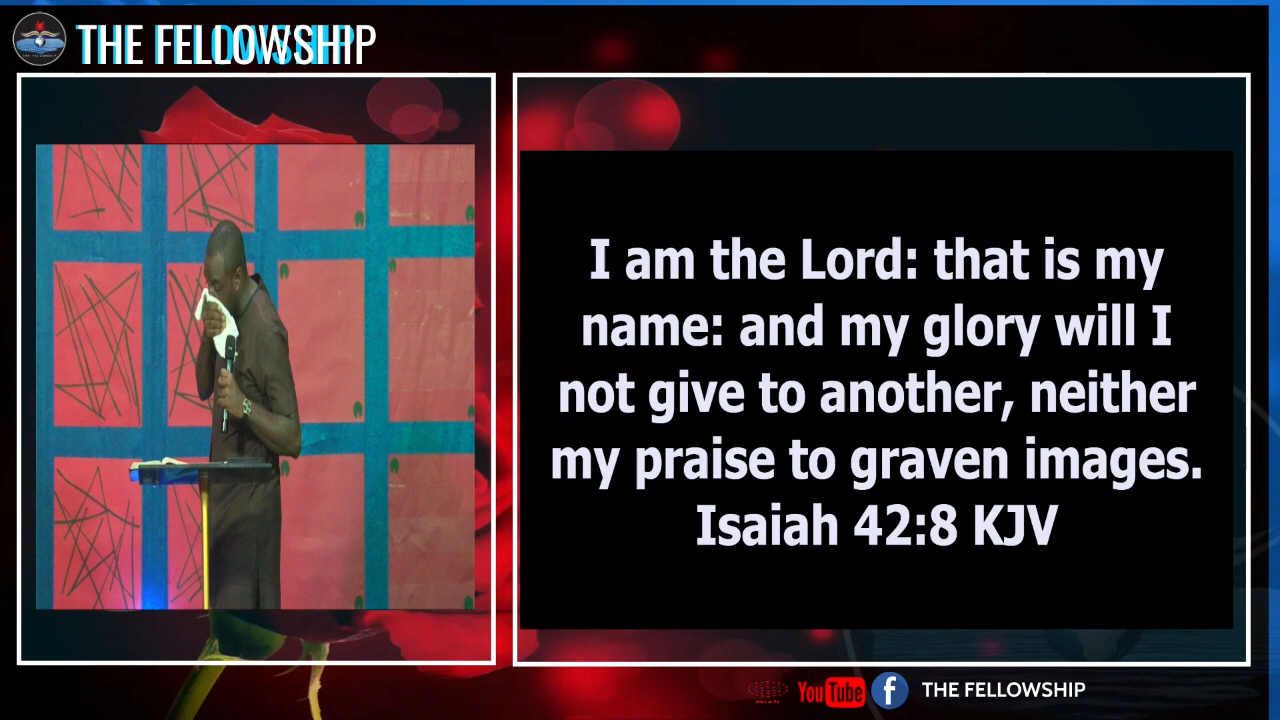 THE FELLOWSHIP
I am the Lord: that is my
name: and my glory will I
not give to another, neither
my praise to graven images.
Isaiah 42:8 KJV
YouTube
THE FELLOWSHIP